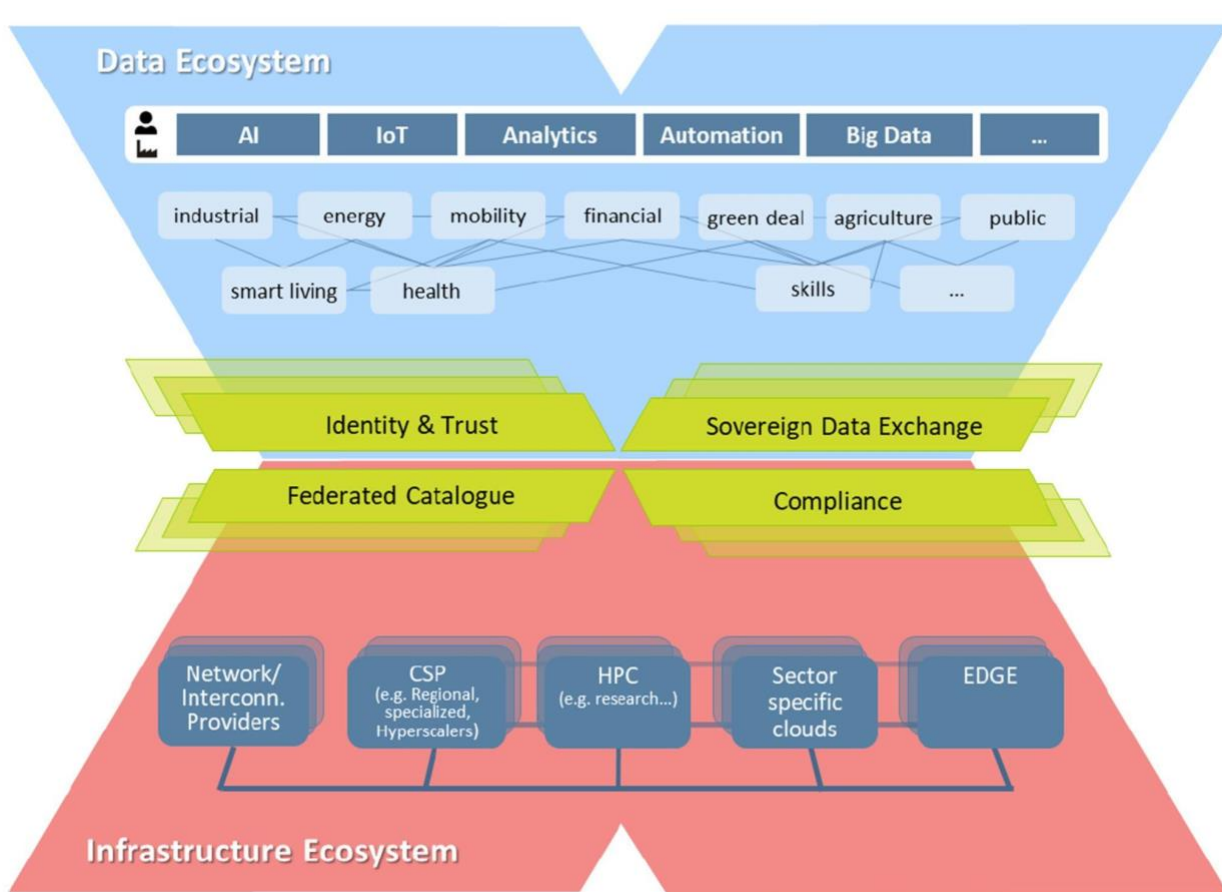 Data Ecosystem
AI IoT Analytics Automation Big Data ...
industrial energy mobility financial green deal agriculture public
smart living health skills ...
Identity & Trust Sovereign Data Exchange
Federated Catalogue Compliance
Network/
Interconn.
Providers
CSP
(e.g. Regional,
specialized,
Hyperscalers)
HPC
(e.g. research...)
Sector
specific
clouds
EDGE
Infrastructure Ecosystem